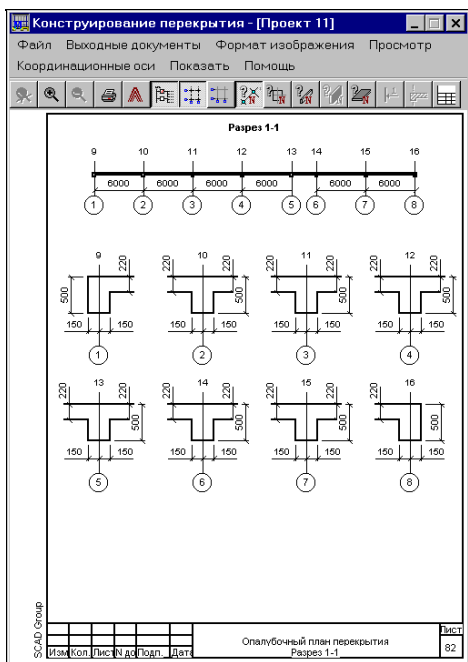 Конструирование перекрытия - [Проект 11]
Файл Выходные документы Формат изображения Просмотр
Координационные оси Показать Помощь
Разрез 1-1
9 10 11 12 13 14 15 16
6000 6000 6000 6000 6000 6000
1 2 3 4 5 6 7 8
9 10 11 12
220 220 220 220 220 220 220 220
500 500 500 500
150 150 150 150 150 150 150 150
1 2 3 4
13 14 15 16
220 220 220 220 220 220 220 220
500 500 500 500
150 150 150 150 150 150 150 150
5 6 7 8
SCAD Group
Изм Кол. Лист N до Подп. Дата
Опалубочный план перекрытия
Разрез 1-1
Лист
82